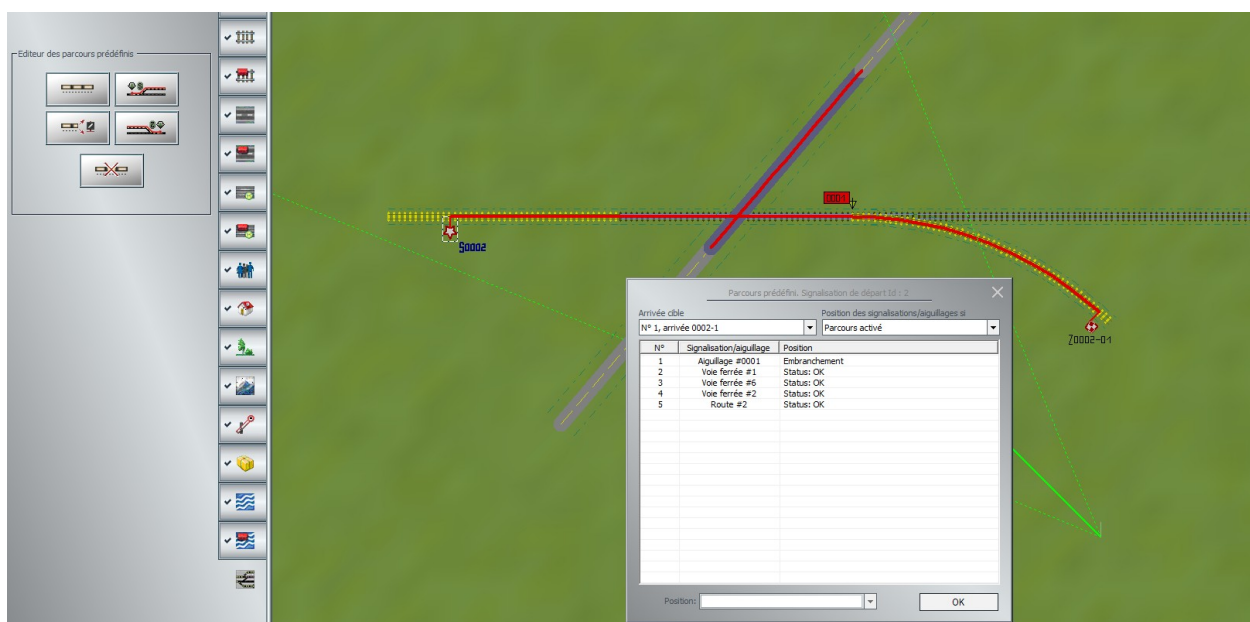 Editeur des parcours prédéfinis
0001
S0002
Z0002-01
Parcours prédéfini. Signalisation de départ Id : 2
Arrivée cible
Position des signalisations/aiguillages si
N° 1, arrivée 0002-1
Parcours activé
N° Signalisation/aiguillage Position
1 Aiguillage #0001 Embranchement
2 Voie ferrée #1 Status: OK
3 Voie ferrée #6 Status: OK
4 Voie ferrée #2 Status: OK
5 Route #2 Status: OK
Position:
OK